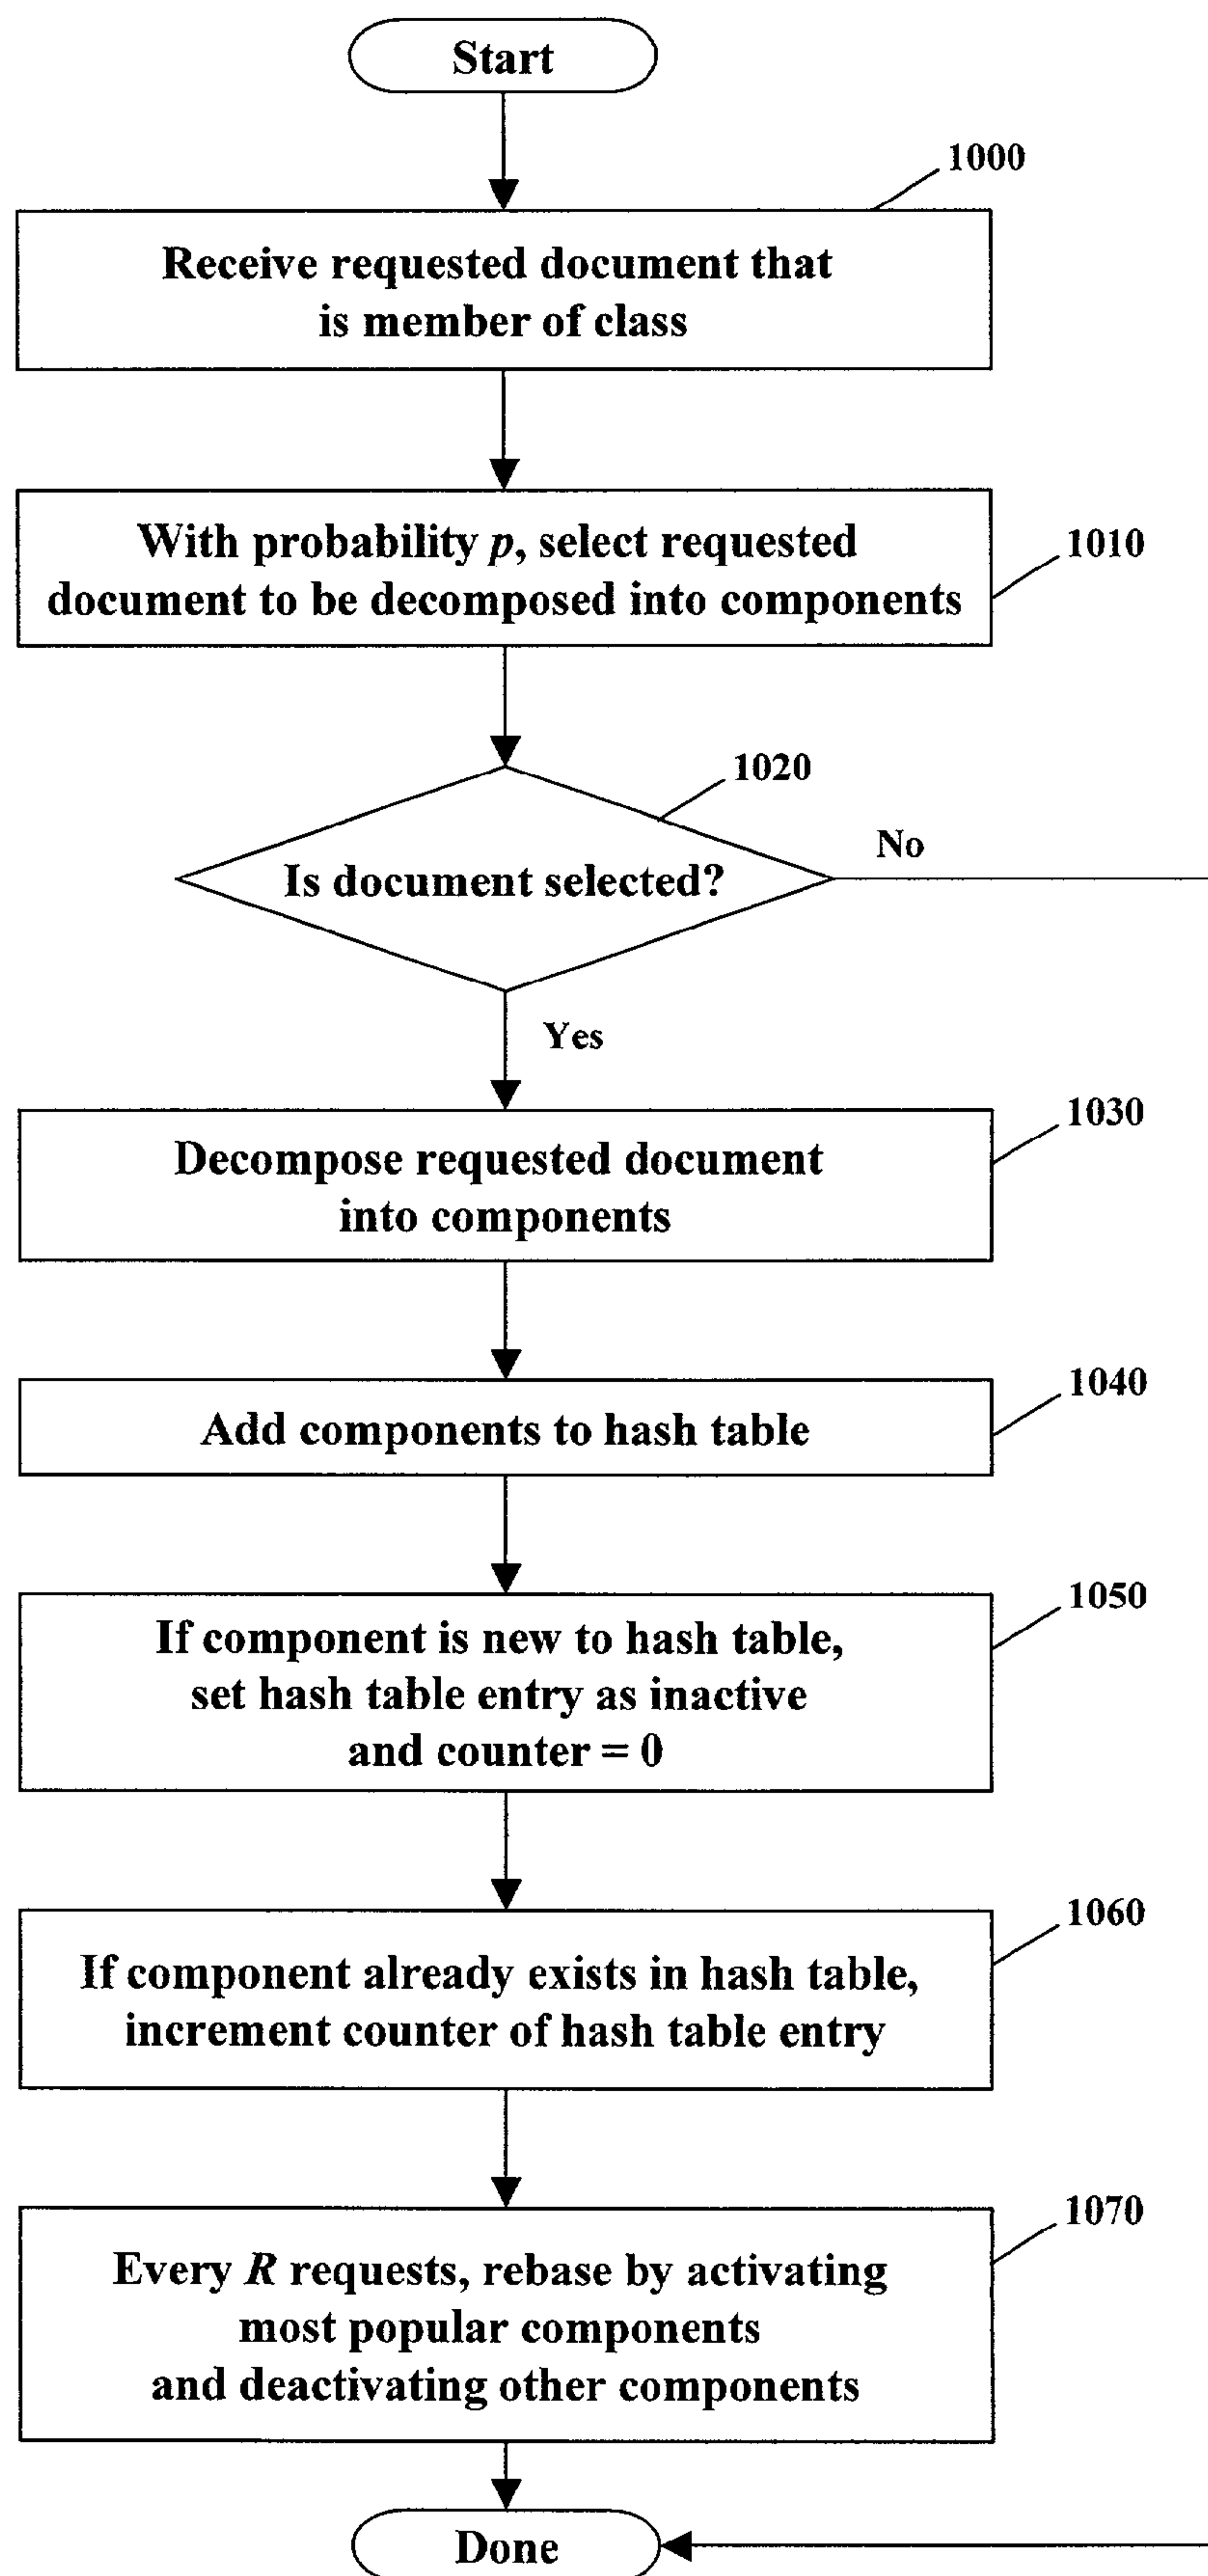 Start
1000
Receive requested document that
is member of class
With probability p, select requested
document to be decomposed into components
1010
1020
Is document selected?
No
Yes
1030
Decompose requested document
into components
1040
Add components to hash table
1050
If component is new to hash table,
set hash table entry as inactive
and counter = 0
1060
If component already exists in hash table,
increment counter of hash table entry
1070
Every R requests, rebase by activating
most popular components
and deactivating other components
Done